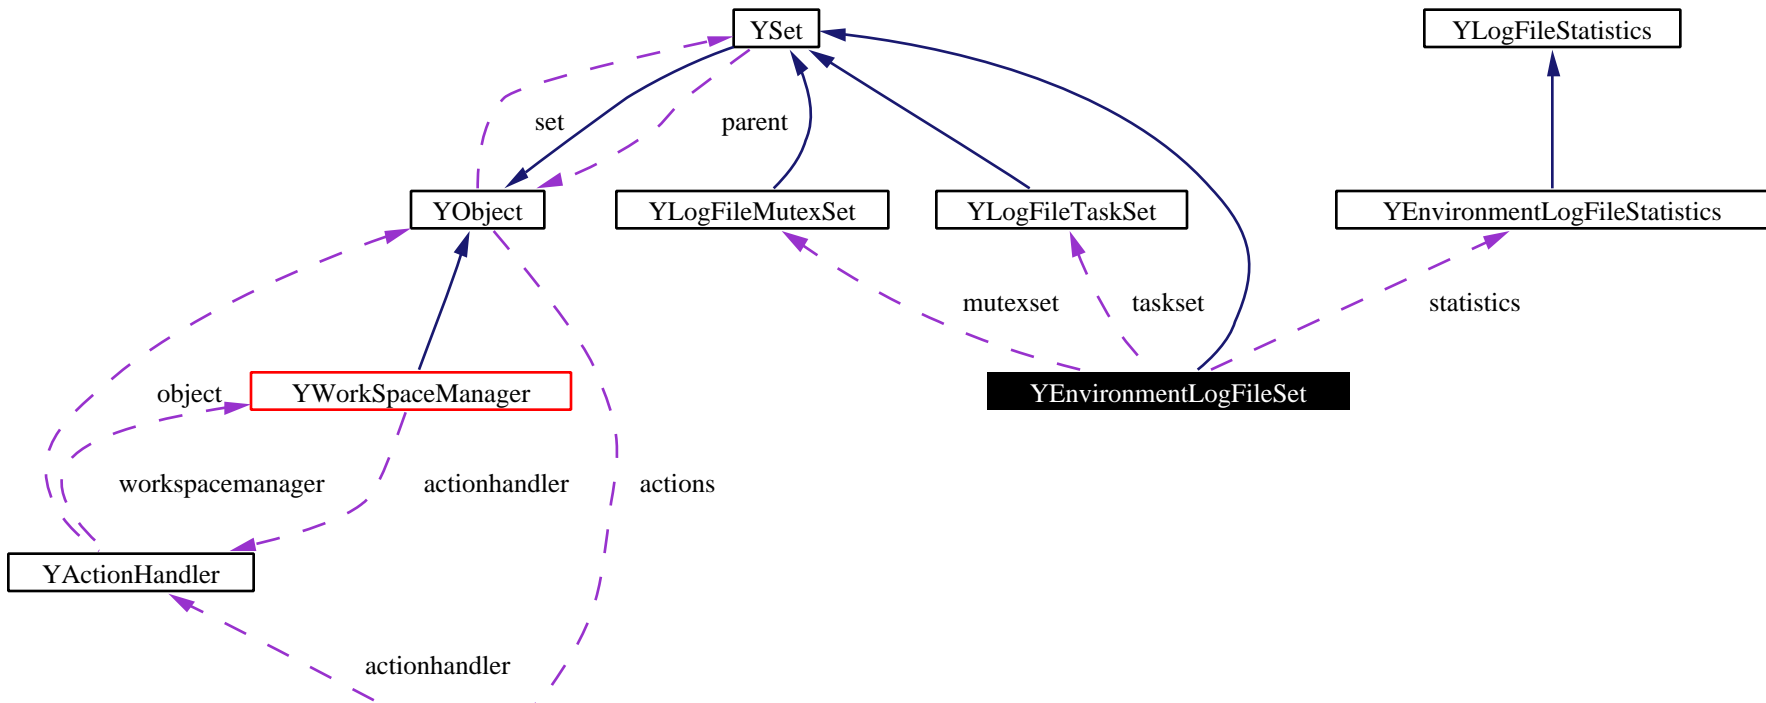 YSet
YLogFileStatistics
set
parent
YObject
YLogFileMutexSet
YLogFileTaskSet
YEnvironmentLogFileStatistics
mutexset
taskset
statistics
object
YWorkSpaceManager
YEnvironmentLogFileSet
workspacemanager
actionhandler
actions
YActionHandler
actionhandler